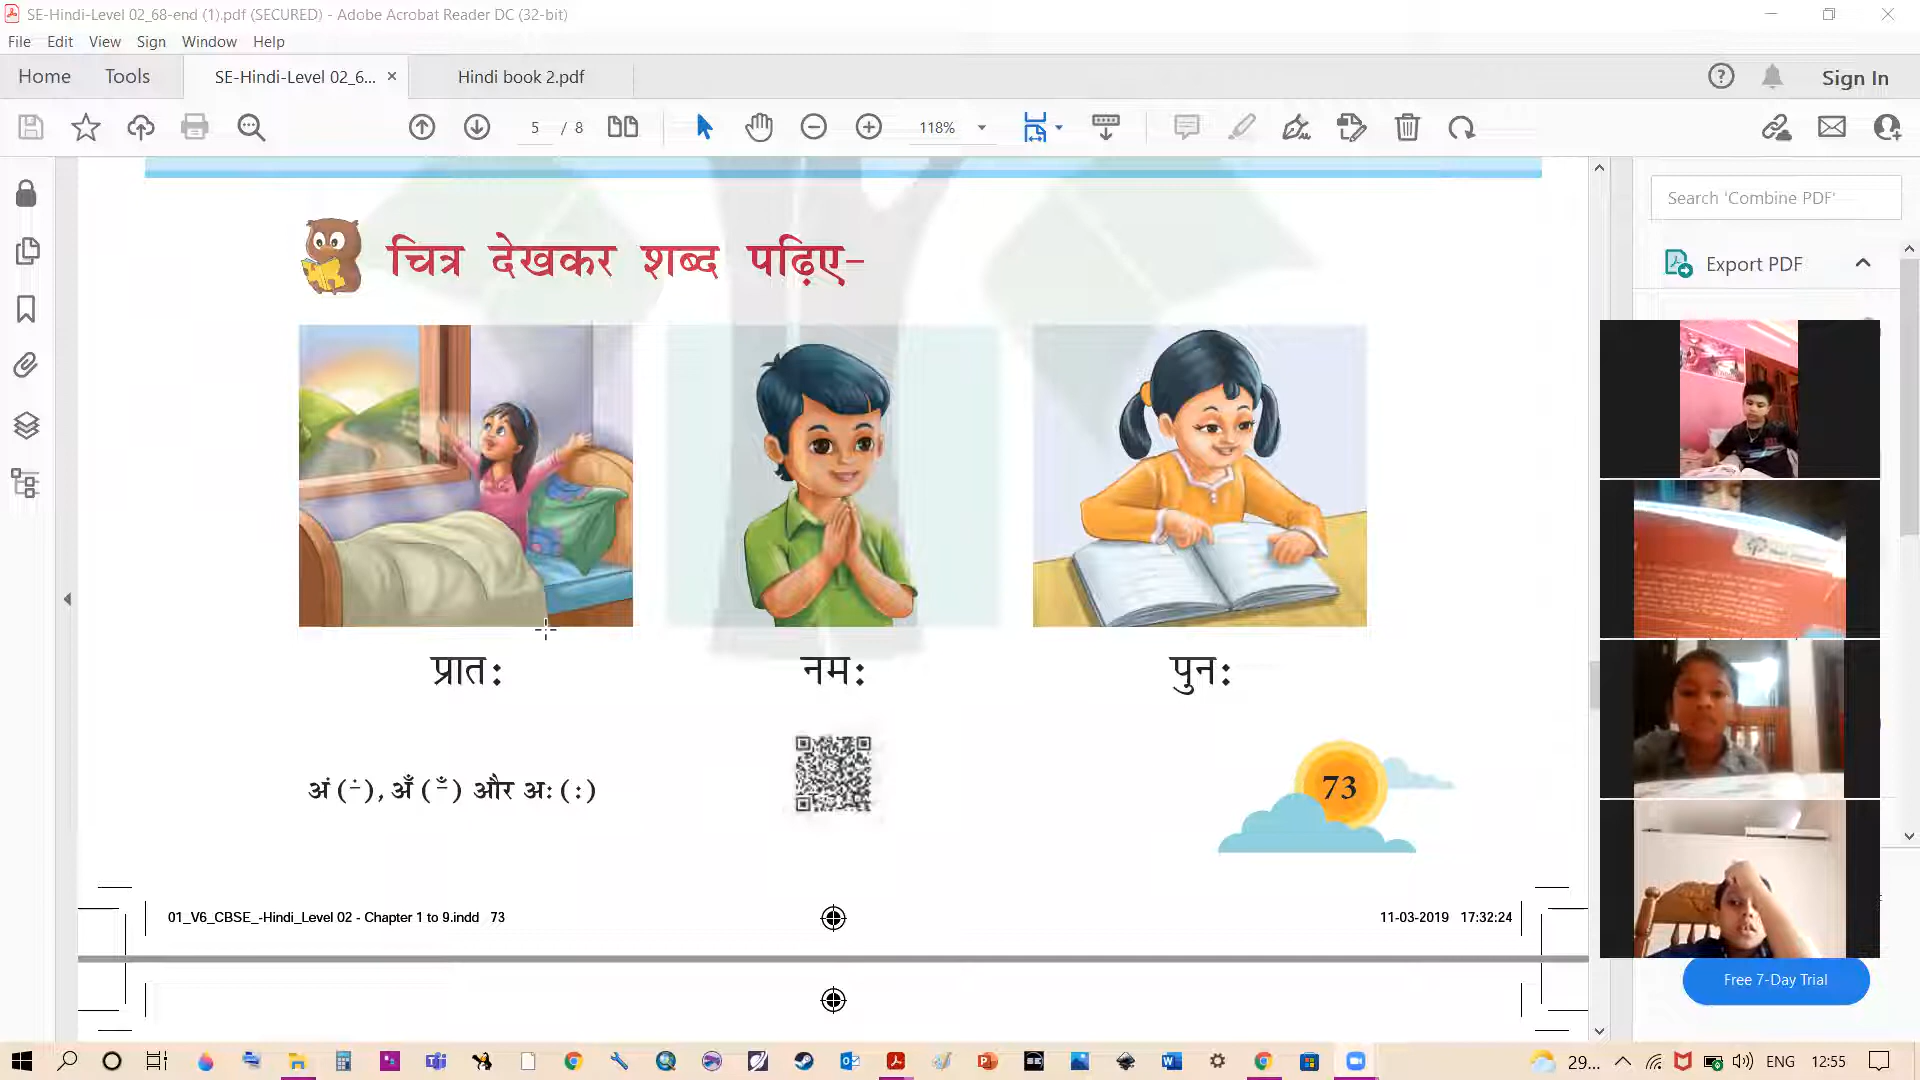 SE-Hindi-Level 02_68-end (1).pdf (SECURED) - Adobe Acrobat Reader DC (32-bit)
File Edit View Sign Window Help
Home Tools SE-Hindi-Level 02_6... × Hindi book 2.pdf Sign In
5 / 8 118%
Search 'Combine PDF'
Export PDF
चित्र देखकर शब्द पढ़िए-
प्रातः नमः पुनः
अं (ं), अँ (ँ) और अः (ः)
73
01_V6_CBSE_-Hindi_Level 02 - Chapter 1 to 9.indd 73 11-03-2019 17:32:24
Free 7-Day Trial
29... ENG 12:55